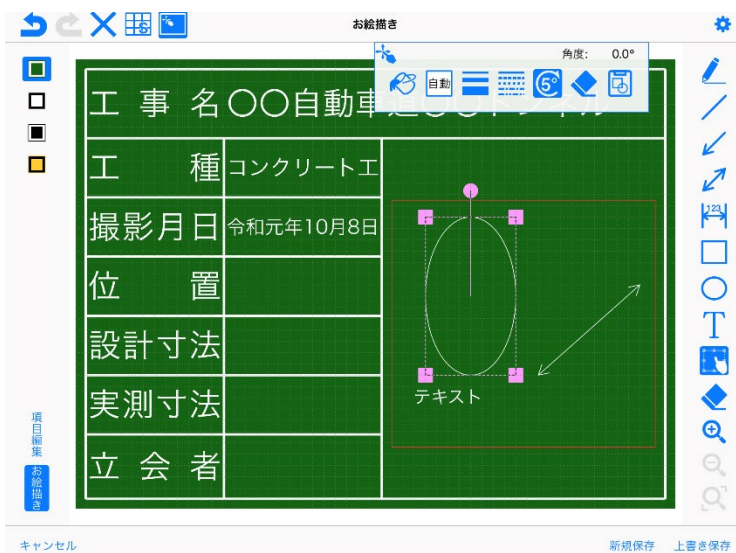 お絵描き
角度: 0.0°
自動
5°
工事名 〇〇自動車道〇〇トンネル
工種 コンクリート工
撮影月日 令和元年10月8日
位置
設計寸法
実測寸法
立会者
テキスト
123
T
項目編集
お絵描き
キャンセル
新規保存 上書き保存